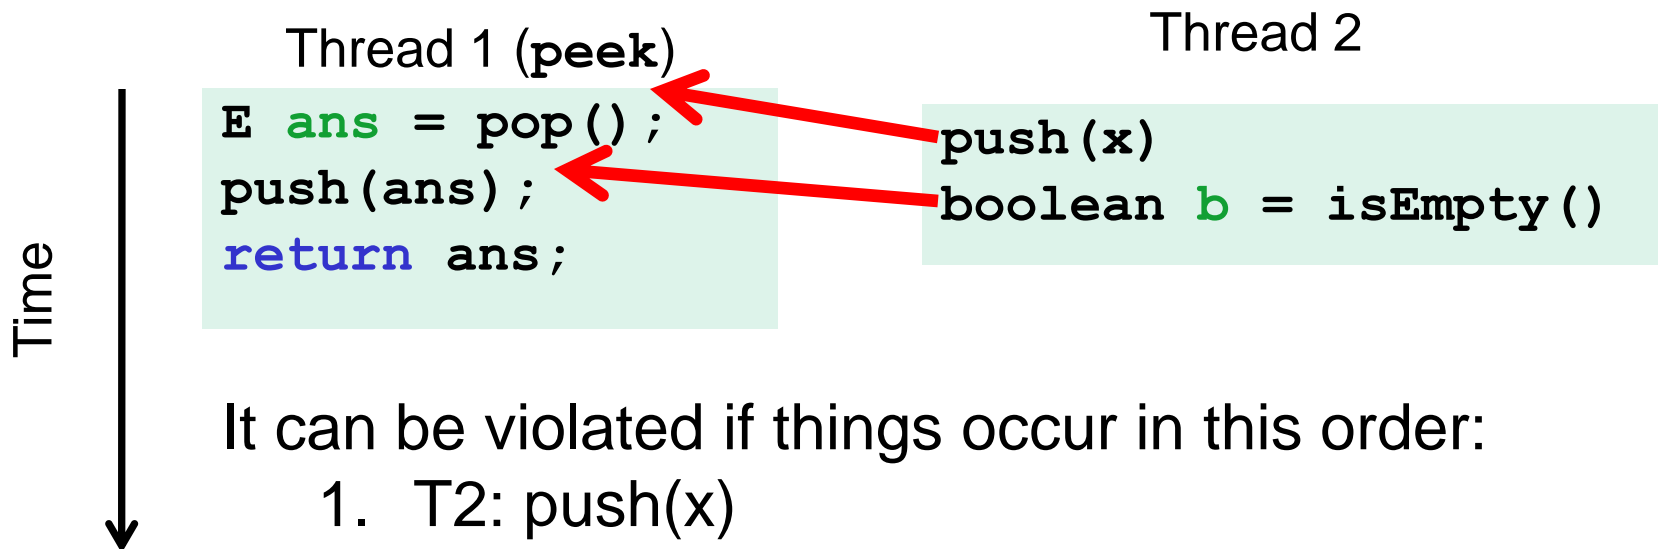 Thread 1 (peek)
Thread 2
E ans = pop();
push(ans);
return ans;
push(x)
boolean b = isEmpty()
Time
It can be violated if things occur in this order:
1. T2: push(x)